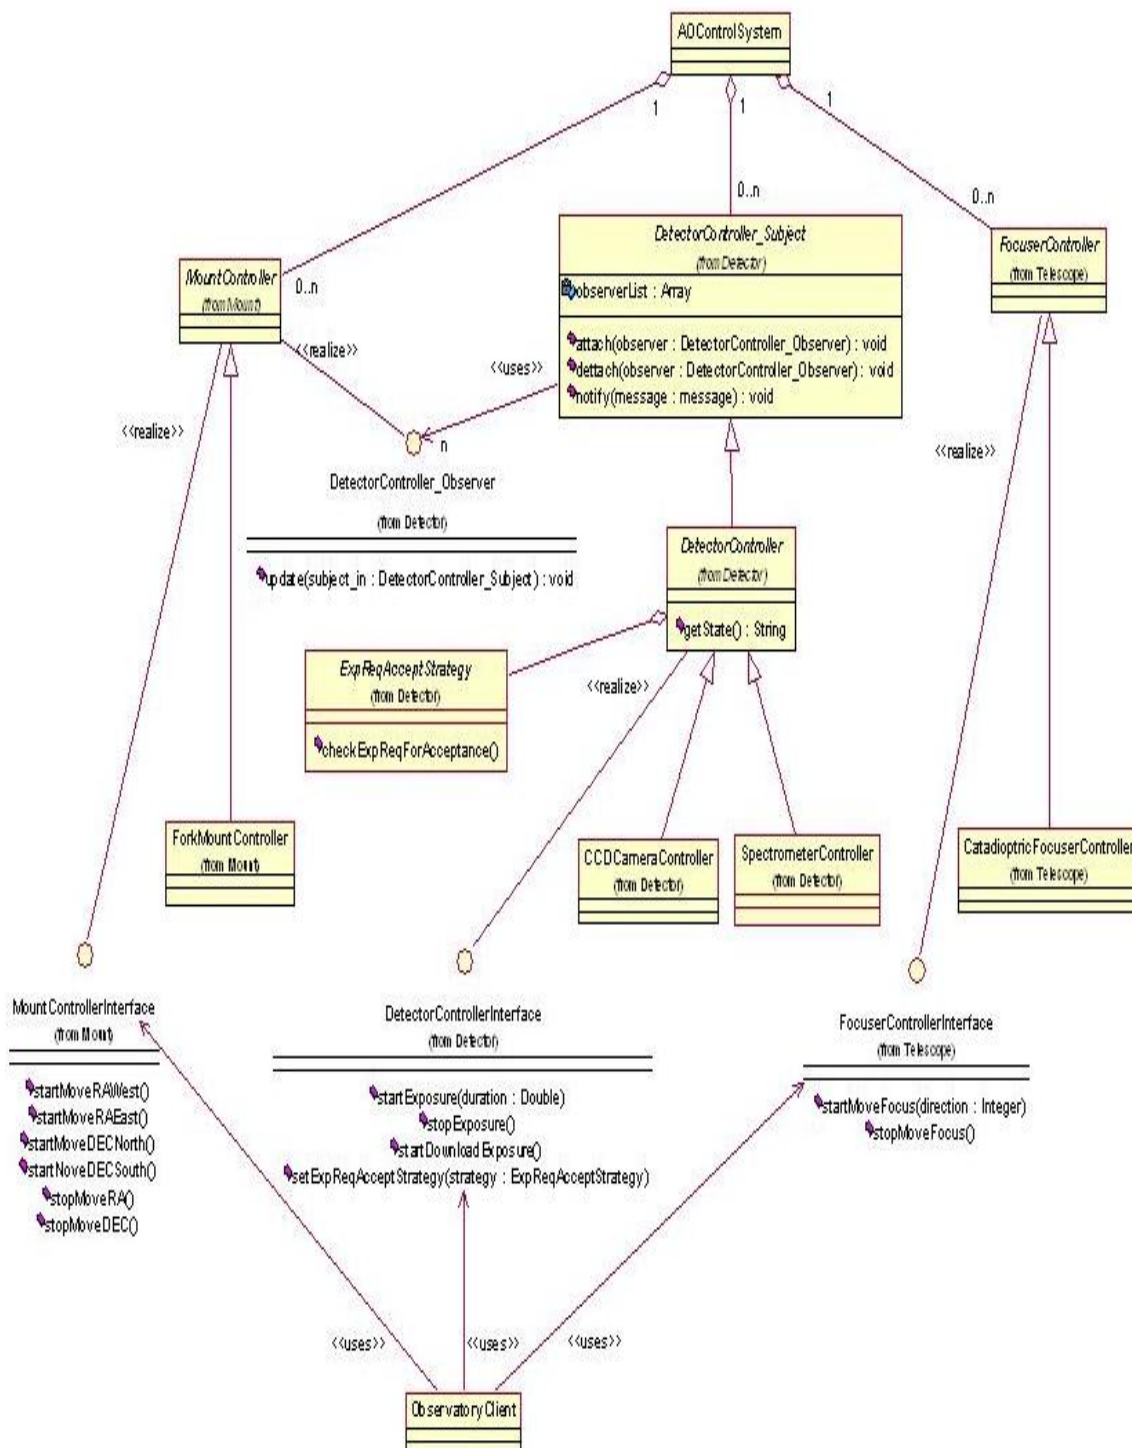 AOControlSystem
1
1
1
0..n
0..n
0..n
DetectorController_Subject
(from Detector)
observerList : Array
attach(observer : DetectorController_Observer) : void
dettach(observer : DetectorController_Observer) : void
notify(message : message) : void
FocuserController
(from Telescope)
MountController
(from Mount)
<<realize>>
<<uses>>
<<realize>>
<<realize>>
n
DetectorController_Observer
(from Detector)
update(subject_in : DetectorController_Subject) : void
DetectorController
(from Detector)
getState() : String
ExpReqAcceptStrategy
(from Detector)
checkExpReqForAcceptance()
<<realize>>
ForkMountController
(from Mount)
CCDCameraController
(from Detector)
SpectrometerController
(from Detector)
CatadioptricFocuserController
(from Telescope)
MountControllerInterface
(from Mount)
startMoveRAWest()
startMoveRAEast()
startMoveDECNorth()
startNoveDECSouth()
stopMoveRA()
stopMoveDEC()
DetectorControllerInterface
(from Detector)
startExposure(duration : Double)
stopExposure()
startDownloadExposure()
setExpReqAcceptStrategy(strategy : ExpReqAcceptStrategy)
FocuserControllerInterface
(from Telescope)
startMoveFocus(direction : Integer)
stopMoveFocus()
<<uses>>
<<uses>>
<<uses>>
ObservatoryClient